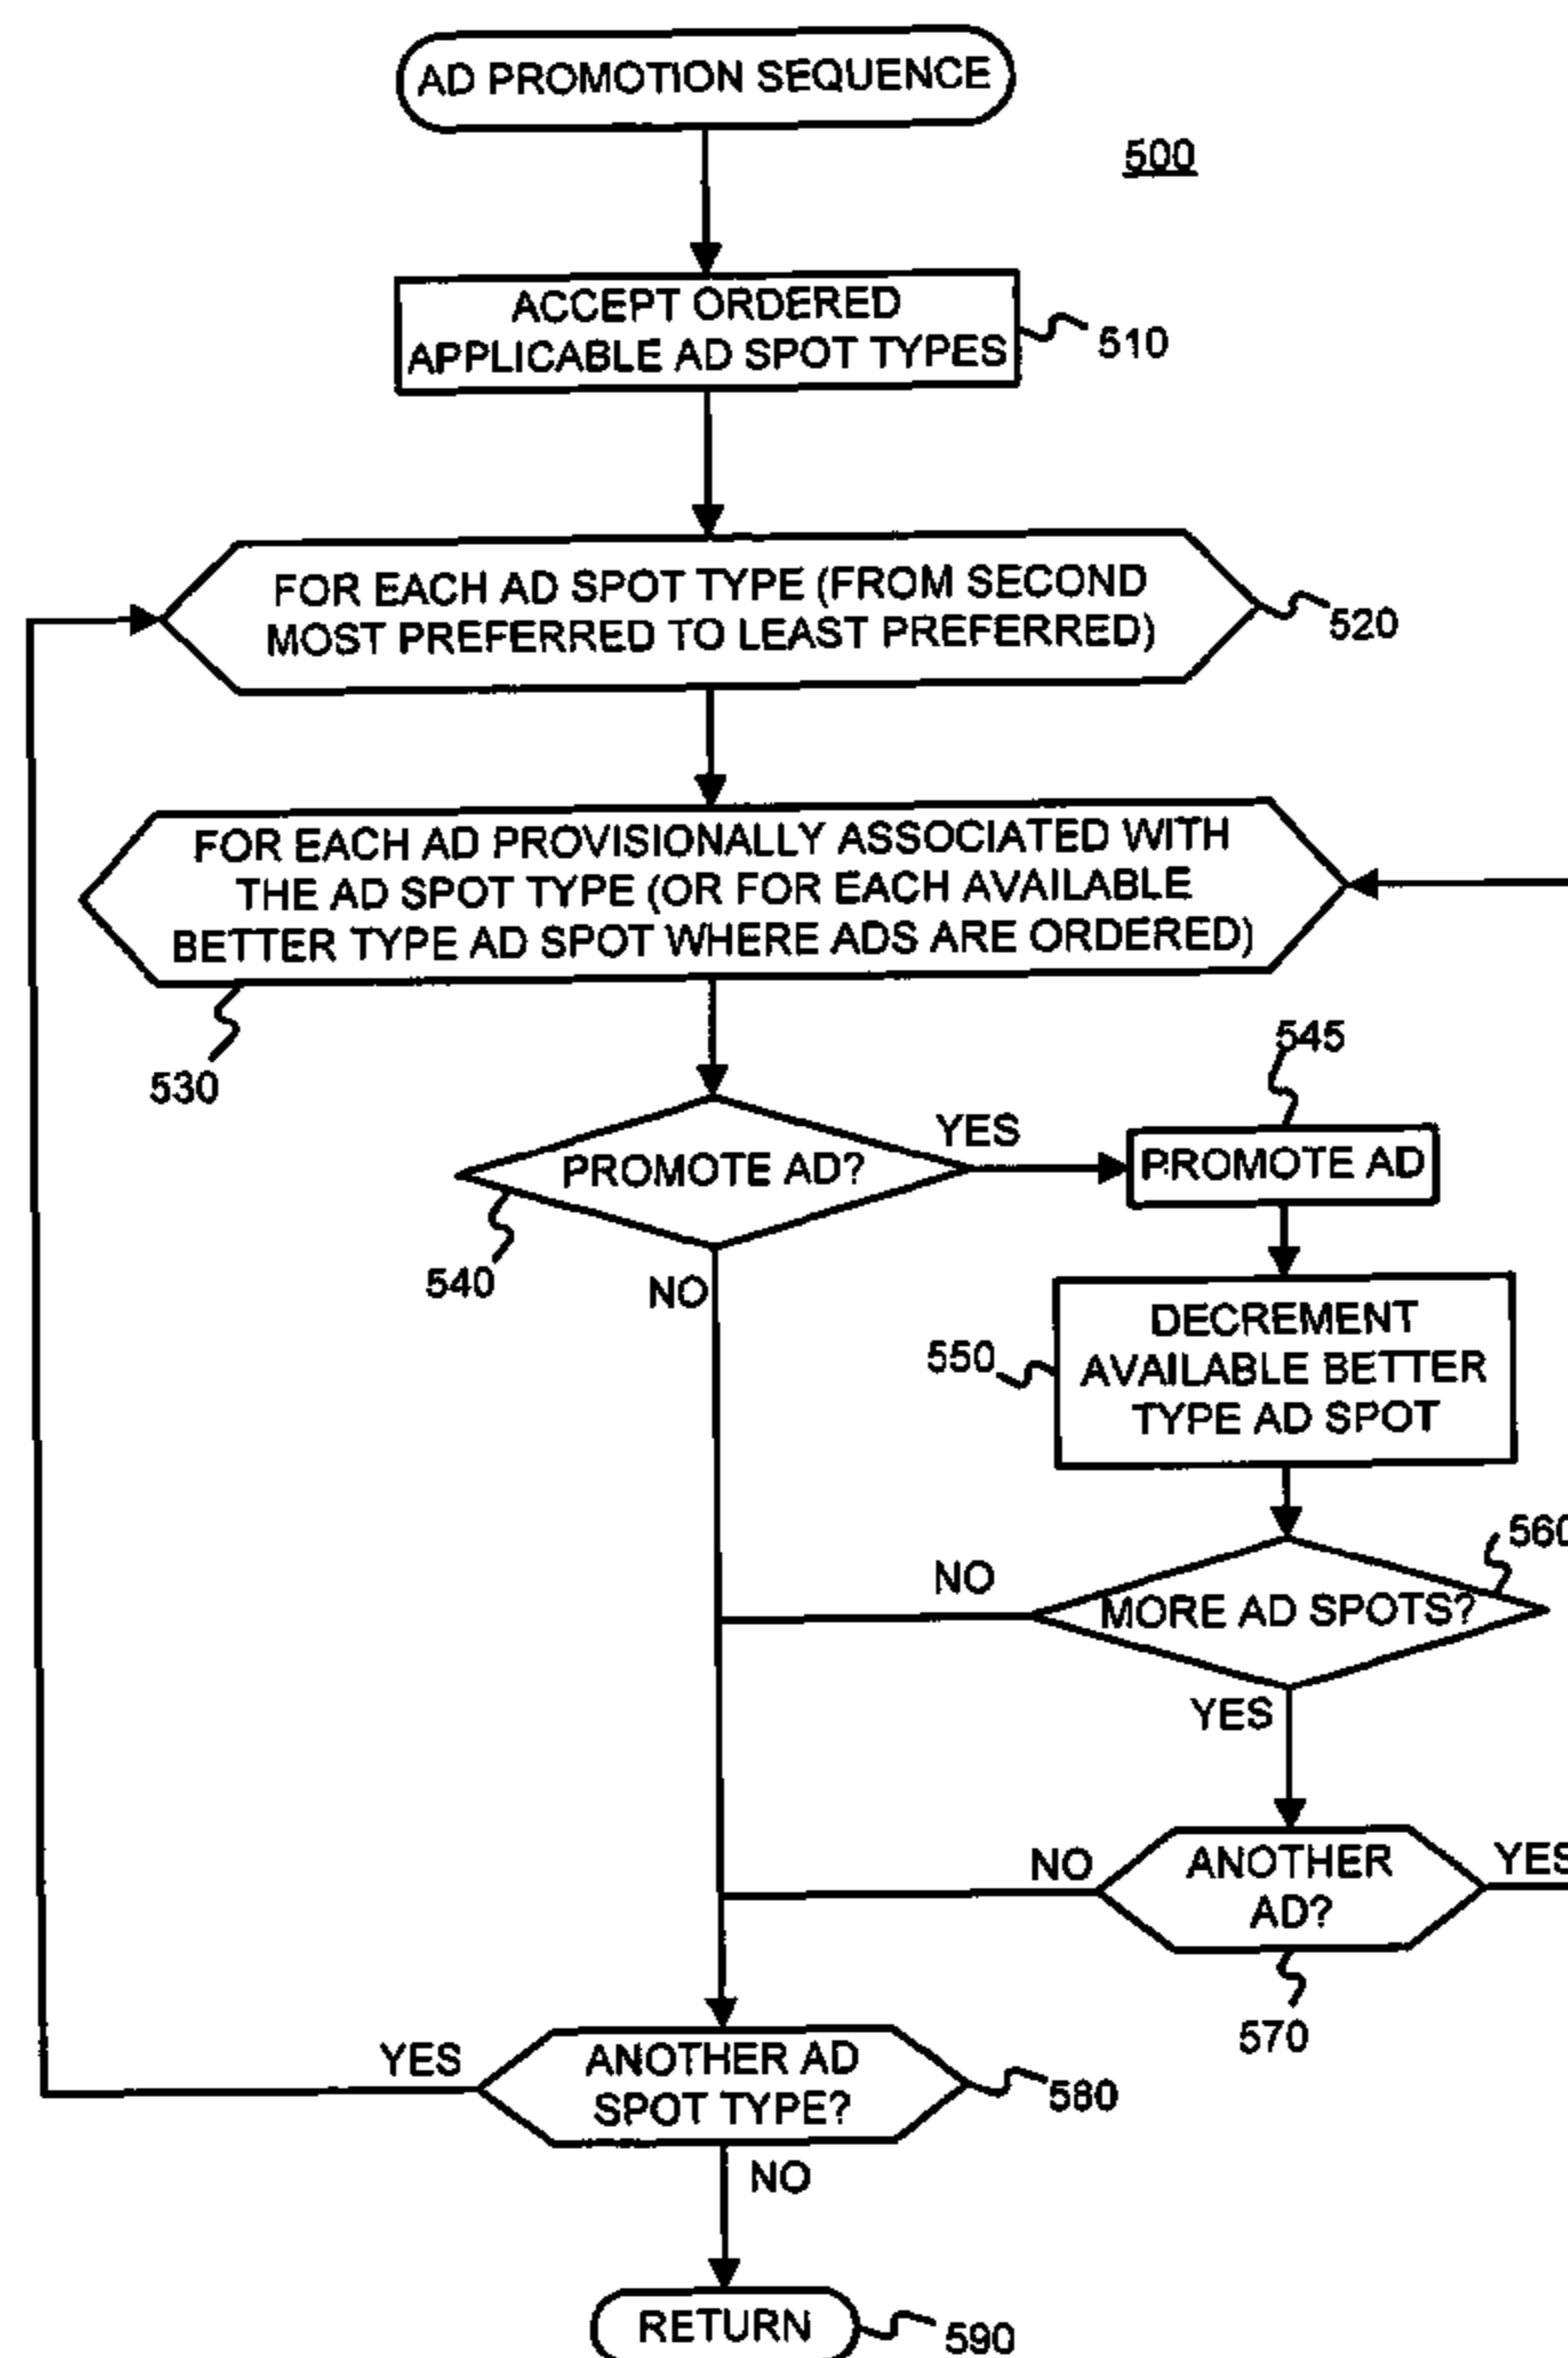 AD PROMOTION SEQUENCE
500
ACCEPT ORDERED
APPLICABLE AD SPOT TYPES
510
FOR EACH AD SPOT TYPE (FROM SECOND
MOST PREFERRED TO LEAST PREFERRED)
520
FOR EACH AD PROVISIONALLY ASSOCIATED WITH
THE AD SPOT TYPE (OR FOR EACH AVAILABLE
BETTER TYPE AD SPOT WHERE ADS ARE ORDERED)
530
545
YES
PROMOTE AD?
PROMOTE AD
540
NO
DECREMENT
AVAILABLE BETTER
TYPE AD SPOT
550
560
NO
MORE AD SPOTS?
YES
NO
ANOTHER
AD?
YES
570
YES
ANOTHER AD
SPOT TYPE?
580
NO
RETURN
590